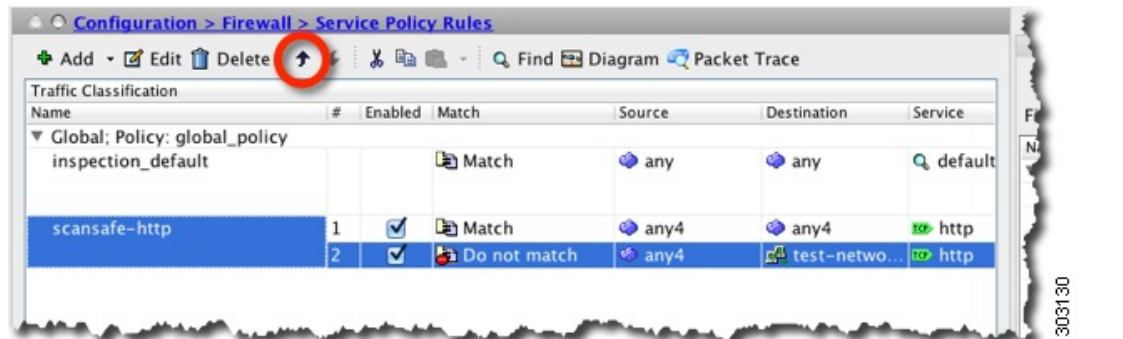 Configuration > Firewall > Service Policy Rules
Add Edit Delete Find Diagram Packet Trace
Traffic Classification
Name # Enabled Match Source Destination Service
Global; Policy: global_policy
inspection_default Match any any default
scansafe-http 1 Match any4 any4 http
2 Do not match any4 test-netwo... http
303130